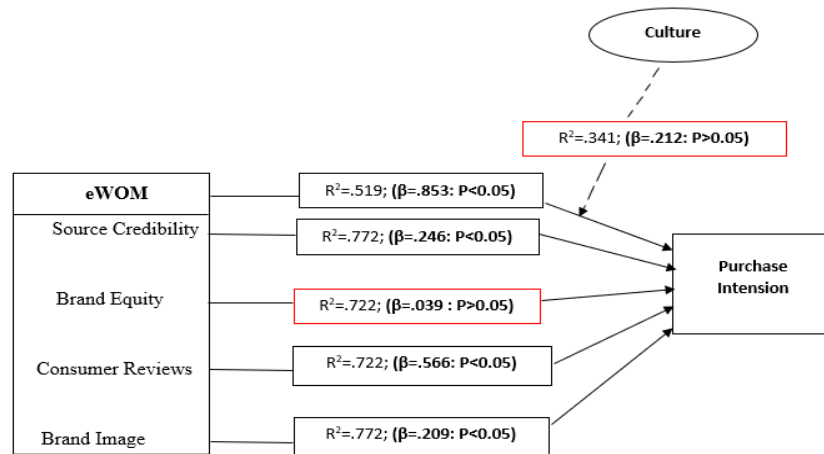 Culture
R²=.341; (β=.212: P>0.05)
eWOM
R²=.519; (β=.853: P<0.05)
Source Credibility
R²=.772; (β=.246: P<0.05)
Purchase
Intension
Brand Equity
R²=.722; (β=.039 : P>0.05)
Consumer Reviews
R²=.722; (β=.566: P<0.05)
Brand Image
R²=.772; (β=.209: P<0.05)